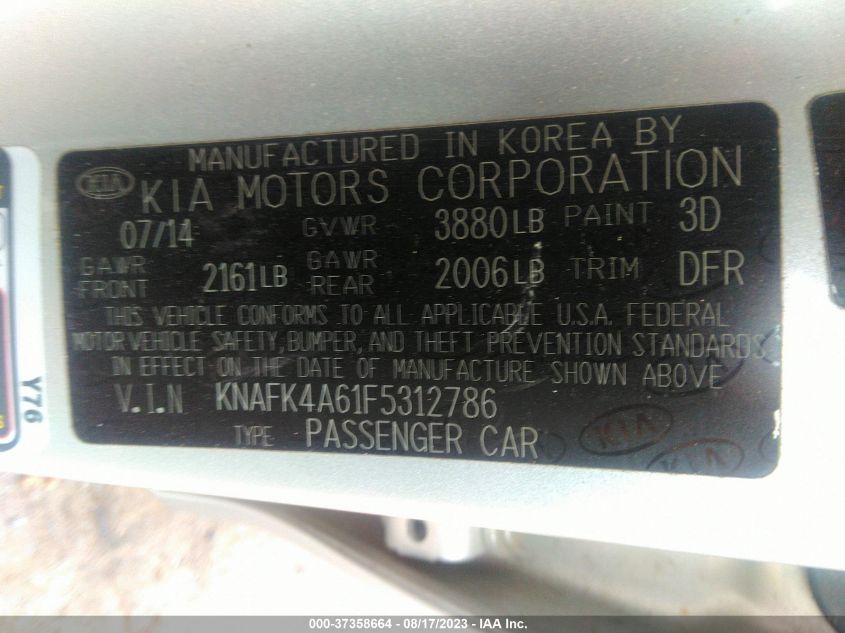 MANUFACTURED IN KOREA BY
KIA KIA MOTORS CORPORATION
07/14 GVWR 3880LB PAINT 3D
GAWR FRONT 2161LB GAWR REAR 2006LB TRIM DFR
THIS VEHICLE CONFORMS TO ALL APPLICABLE U.S.A. FEDERAL
MOTOR VEHICLE SAFETY, BUMPER, AND THEFT PREVENTION STANDARDS
IN EFFECT ON THE DATE OF MANUFACTURE SHOWN ABOVE
V.I.N KNAFK4A61F5312786
TYPE PASSENGER CAR
KIA
KIA
Y76
000-37358664 - 08/17/2023 - IAA Inc.